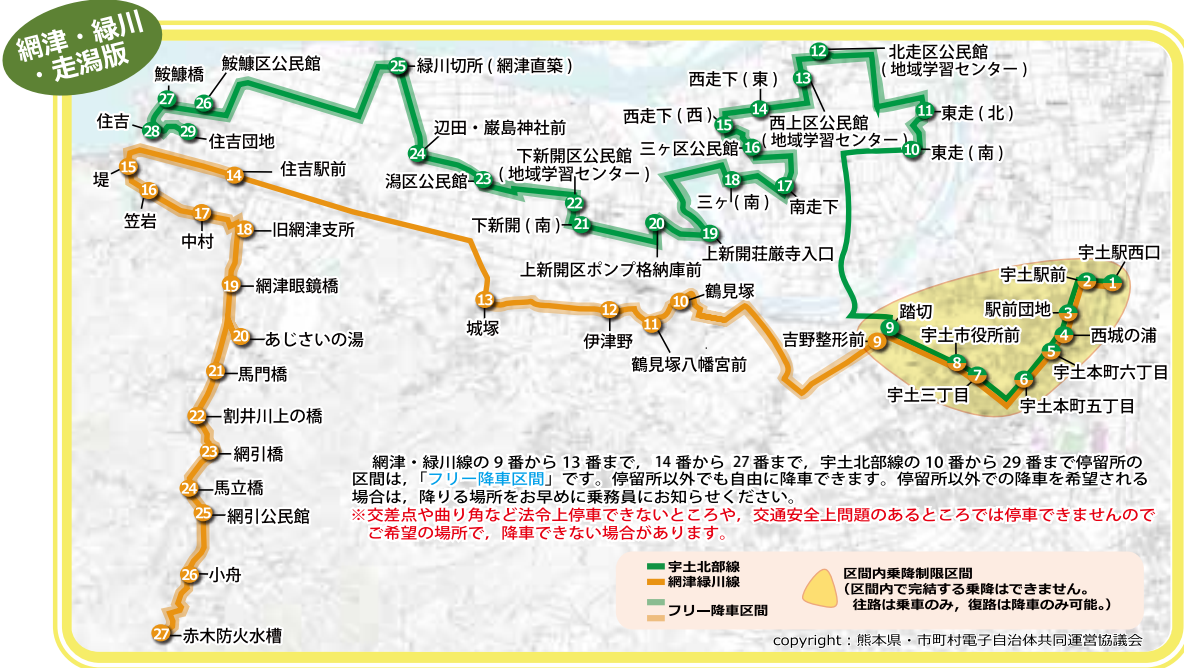 網津・緑川
・走潟版
鮟鱇橋
27
鮟鱇区公民館
26
住吉
28
29
住吉団地
25
緑川切所 ( 網津直築 )
24
辺田・厳島神社前
潟区公民館
23
下新開区公民館
( 地域学習センター )
22
下新開 ( 南 )
21
20
上新開区ポンプ格納庫前
19
上新開荘厳寺入口
18
三ヶ ( 南 )
17
南走下
三ヶ区公民館
16
西走下 ( 西 )
15
西走下 ( 東 )
14
13
西上区公民館
( 地域学習センター )
12
北走区公民館
( 地域学習センター )
11
東走 ( 北 )
10
東走 ( 南 )
堤
15
14
住吉駅前
16
笠岩
17
中村
18
旧網津支所
19
網津眼鏡橋
20
あじさいの湯
21
馬門橋
22
割井川上の橋
23
網引橋
24
馬立橋
25
網引公民館
26
小舟
27
赤木防火水槽
13
城塚
12
伊津野
11
鶴見塚八幡宮前
10
鶴見塚
吉野整形前
9
踏切
9
宇土市役所前
8
7
宇土三丁目
6
宇土本町五丁目
5
宇土本町六丁目
4
西城の浦
3
駅前団地
2
宇土駅前
1
宇土駅西口
網津・緑川線の 9 番から 13 番まで，14 番から 27 番まで，宇土北部線の 10 番から 29 番まで停留所の
区間は，「フリー降車区間」です。停留所以外でも自由に降車できます。停留所以外での降車を希望される
場合は，降りる場所をお早めに乗務員にお知らせください。
※交差点や曲り角など法令上停車できないところや，交通安全上問題のあるところでは停車できませんので
ご希望の場所で，降車できない場合があります。
宇土北部線
網津緑川線
フリー降車区間
区間内乗降制限区間
（区間内で完結する乗降はできません。
往路は乗車のみ，復路は降車のみ可能。）
copyright：熊本県・市町村電子自治体共同運営協議会